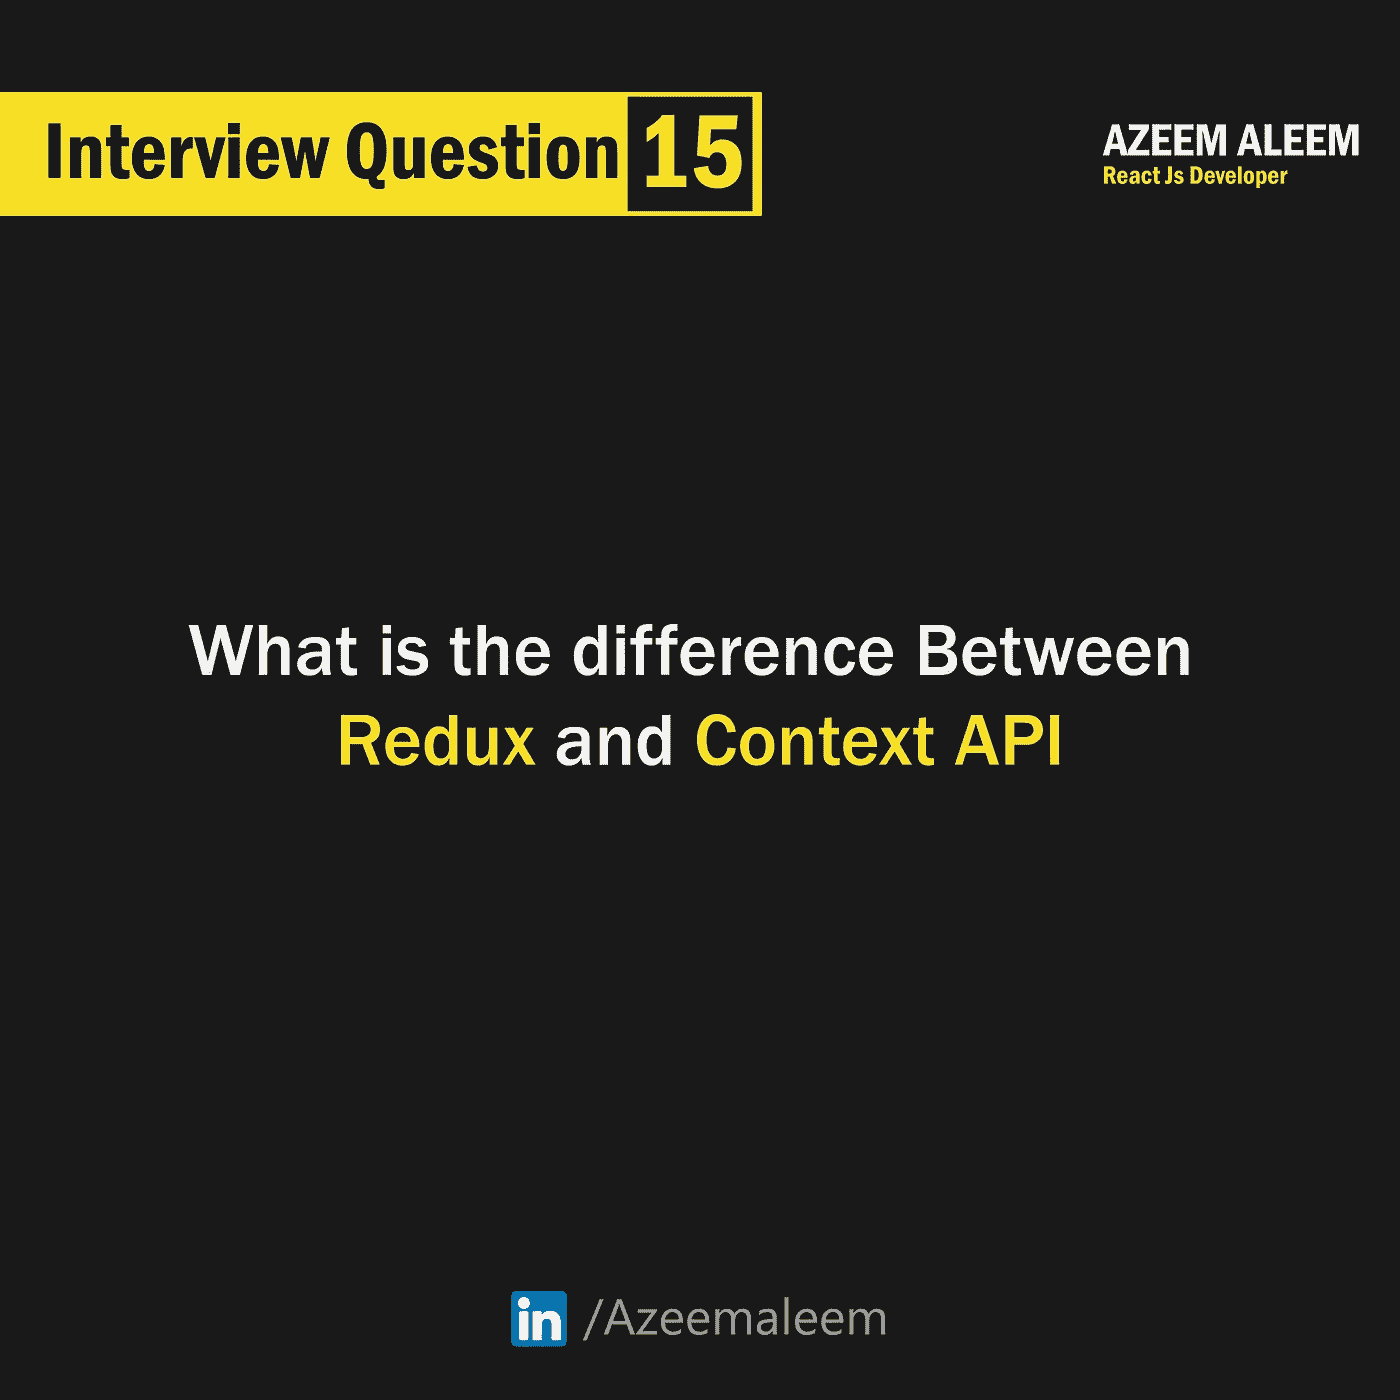 Interview Question 15
AZEEM ALEEM
React Js Developer
What is the difference Between
Redux and Context API
in /Azeemaleem